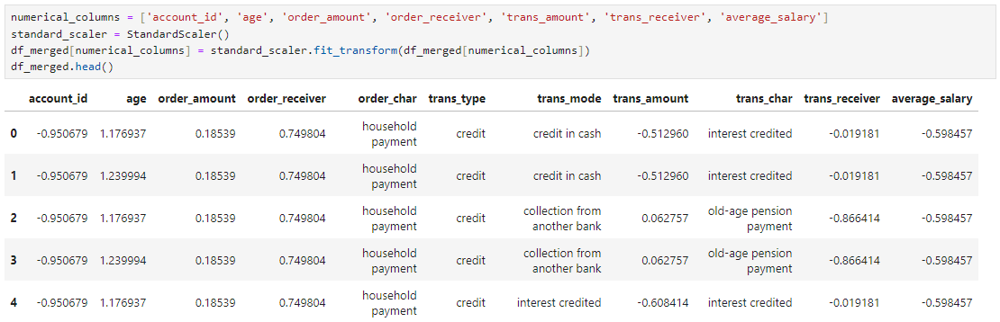 numerical_columns = ['account_id', 'age', 'order_amount', 'order_receiver', 'trans_amount', 'trans_receiver', 'average_salary']
standard_scaler = StandardScaler()
df_merged[numerical_columns] = standard_scaler.fit_transform(df_merged[numerical_columns])
df_merged.head()
account_id age order_amount order_receiver order_char trans_type trans_mode trans_amount trans_char trans_receiver average_salary
0 -0.950679 1.176937 0.18539 0.749804 household payment credit credit in cash -0.512960 interest credited -0.019181 -0.598457
1 -0.950679 1.239994 0.18539 0.749804 household payment credit credit in cash -0.512960 interest credited -0.019181 -0.598457
2 -0.950679 1.176937 0.18539 0.749804 household payment credit collection from another bank 0.062757 old-age pension payment -0.866414 -0.598457
3 -0.950679 1.239994 0.18539 0.749804 household payment credit collection from another bank 0.062757 old-age pension payment -0.866414 -0.598457
4 -0.950679 1.176937 0.18539 0.749804 household payment credit interest credited -0.608414 interest credited -0.019181 -0.598457